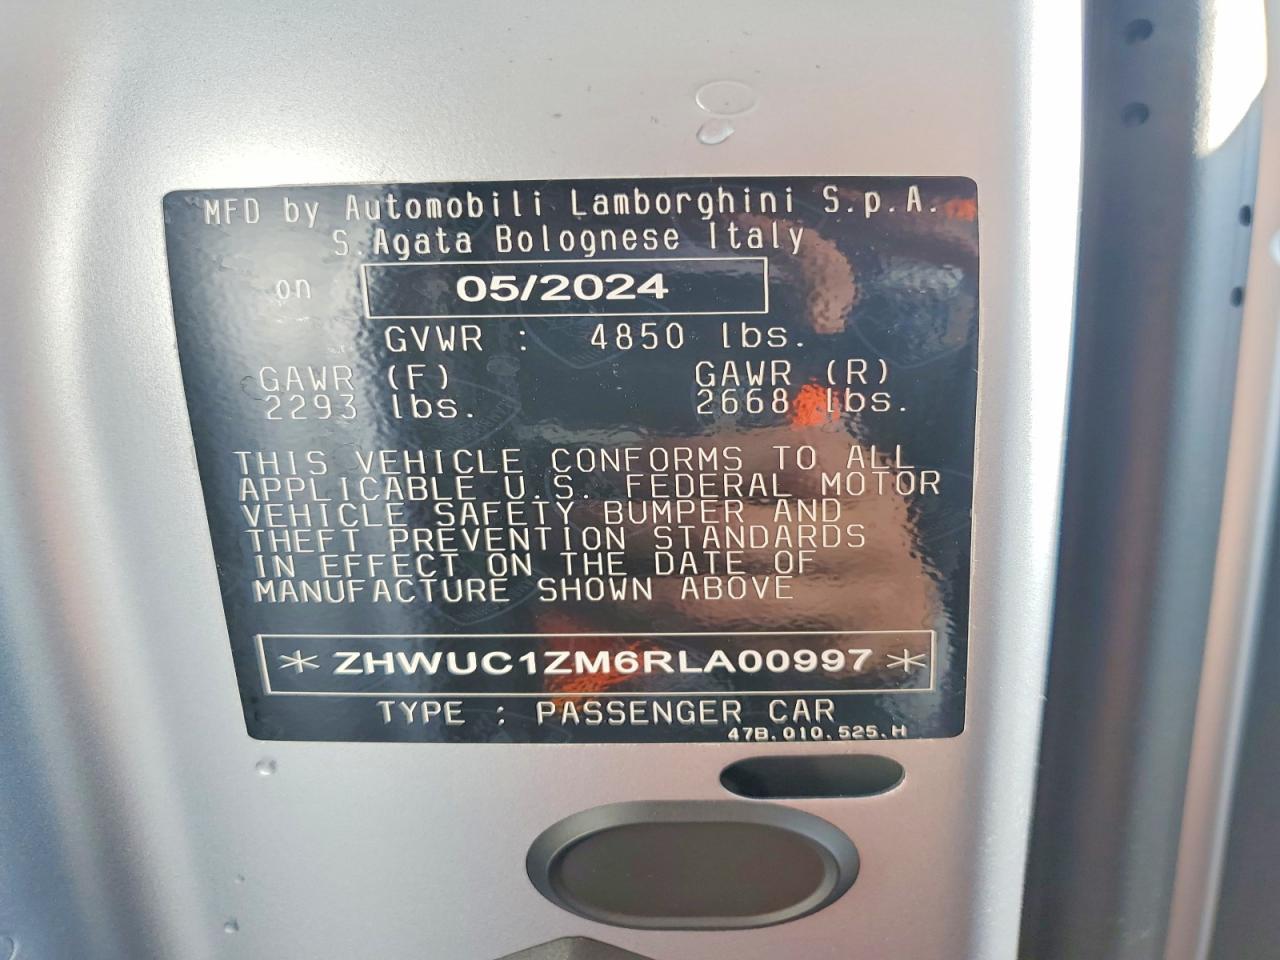 MFD by Automobili Lamborghini S.p.A.
S.Agata Bolognese Italy
on 05/2024
GVWR : 4850 lbs.
GAWR (F) GAWR (R)
2293 lbs. 2668 lbs.
THIS VEHICLE CONFORMS TO ALL
APPLICABLE U.S. FEDERAL MOTOR
VEHICLE SAFETY BUMPER AND
THEFT PREVENTION STANDARDS
IN EFFECT ON THE DATE OF
MANUFACTURE SHOWN ABOVE
* ZHWUC1ZM6RLA00997 *
TYPE : PASSENGER CAR
47B.010.525.H